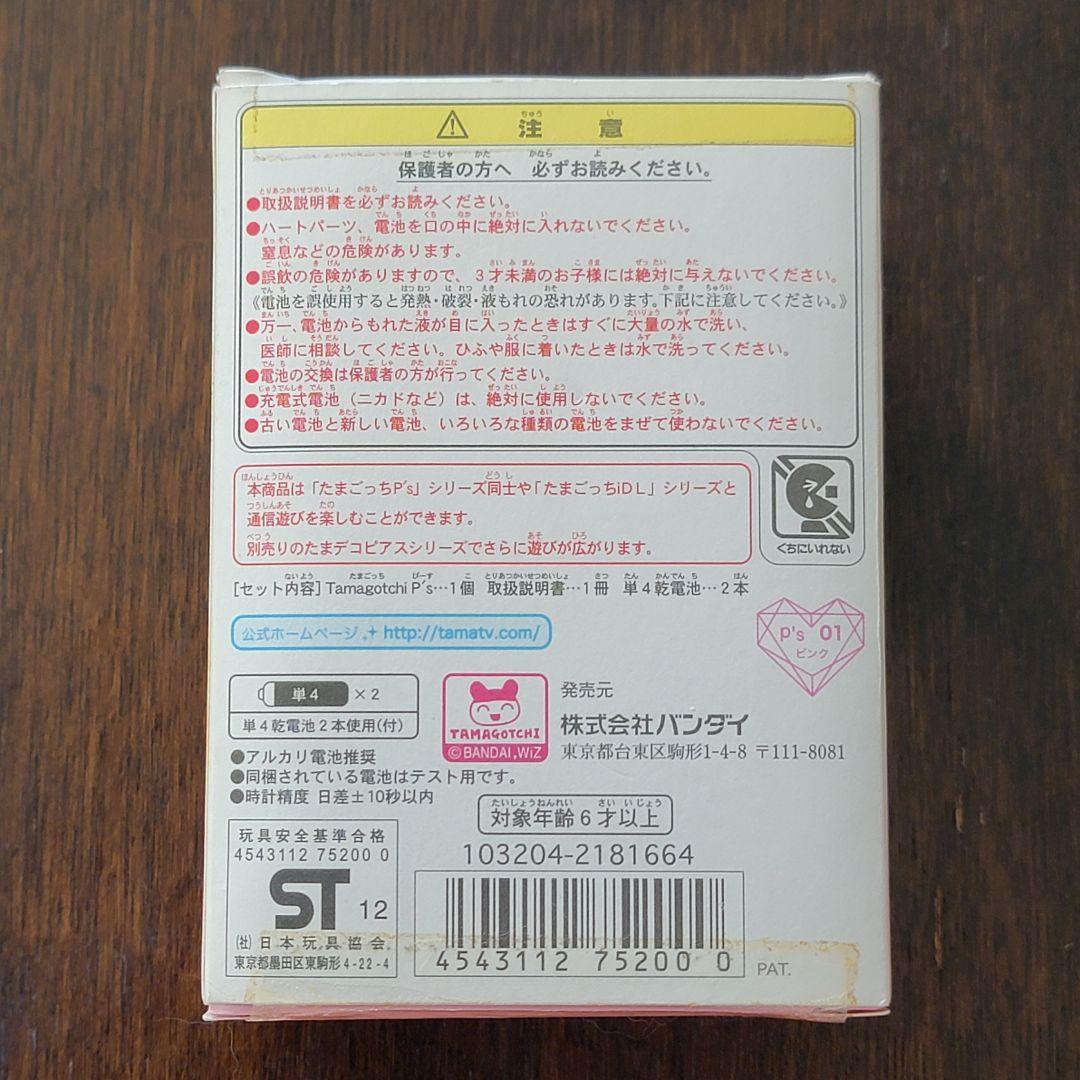 ⚠ 注 意
保護者の方へ 必ずお読みください。
●取扱説明書を必ずお読みください。
●ハートパーツ、電池を口の中に絶対に入れないでください。
窒息などの危険があります。
●誤飲の危険がありますので、3才未満のお子様には絶対に与えないでください。
《電池を誤使用すると発熱・破裂・液もれの恐れがあります。下記に注意してください。》
●万一、電池からもれた液が目に入ったときはすぐに大量の水で洗い、
医師に相談してください。ひふや服に着いたときは水で洗ってください。
●電池の交換は保護者の方が行ってください。
●充電式電池（ニカドなど）は、絶対に使用しないでください。
●古い電池と新しい電池、いろいろな種類の電池をまぜて使わないでください。
本商品は「たまごっちP's」シリーズ同士や「たまごっちiDL」シリーズと
通信遊びを楽しむことができます。
別売りのたまデコピアスシリーズでさらに遊びが広がります。
くちにいれない
[セット内容] Tamagotchi P's…1個 取扱説明書…1冊 単4乾電池…2本
公式ホームページ http://tamatv.com/
P's 01
ピンク
単4 ×2
単4乾電池2本使用(付)
●アルカリ電池推奨
●同梱されている電池はテスト用です。
●時計精度 日差±10秒以内
TAMAGOTCHI
©BANDAI,WiZ
発売元
株式会社バンダイ
東京都台東区駒形1-4-8 〒111-8081
対象年齢6才以上
103204-2181664
玩具安全基準合格
4543112 75200 0
ST 12
(社)日本玩具協会
東京都墨田区東駒形4-22-4
4543112 75200 0
PAT.